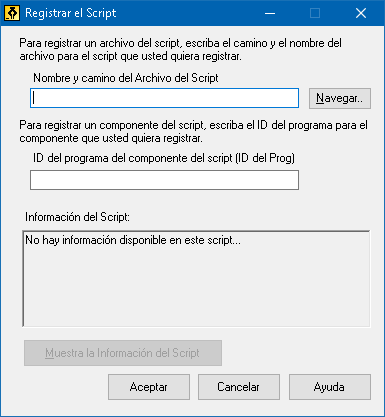 Registrar el Script
Para registrar un archivo del script, escriba el camino y el nombre del
archivo para el script que usted quiera registrar.
Nombre y camino del Archivo del Script
Navegar..
Para registrar un componente del script, escriba el ID del programa para el
componente que usted quiera registrar.
ID del programa del componente del script (ID del Prog)
Información del Script:
No hay información disponible en este script...
Muestra la Información del Script
Aceptar
Cancelar
Ayuda